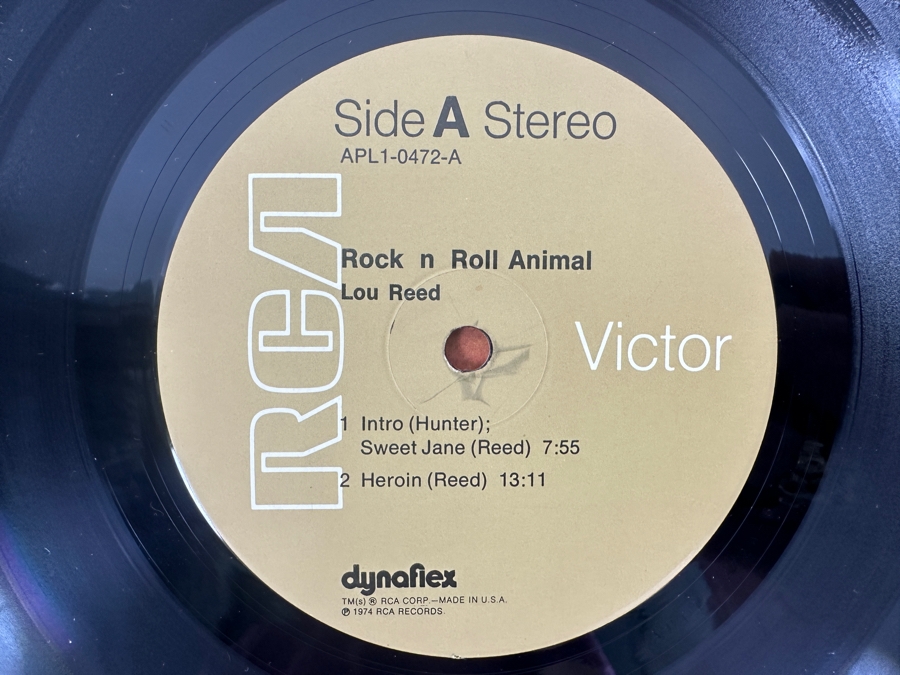 Side A Stereo
APL1-0472-A
RCA
Rock n Roll Animal
Lou Reed
Victor
1 Intro (Hunter);
Sweet Jane (Reed) 7:55
2 Heroin (Reed) 13:11
dynaflex
TM(s) ® RCA CORP.—MADE IN U.S.A.
℗ 1974 RCA RECORDS.